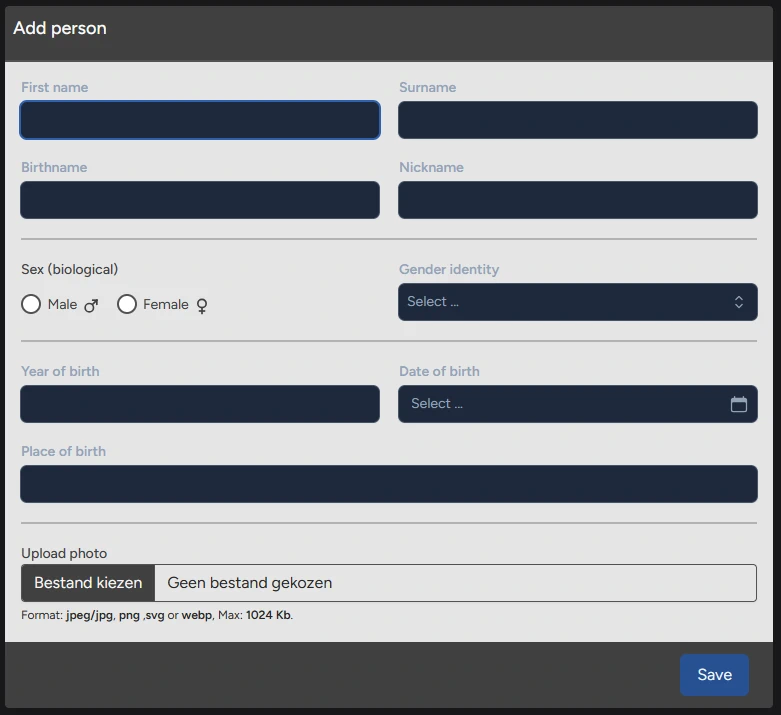 Add person
First name
Surname
Birthname
Nickname
Sex (biological)
Gender identity
Male ♂ Female ♀
Select ...
Year of birth
Date of birth
Select ...
Place of birth
Upload photo
Bestand kiezen Geen bestand gekozen
Format: jpeg/jpg, png ,svg or webp, Max: 1024 Kb.
Save